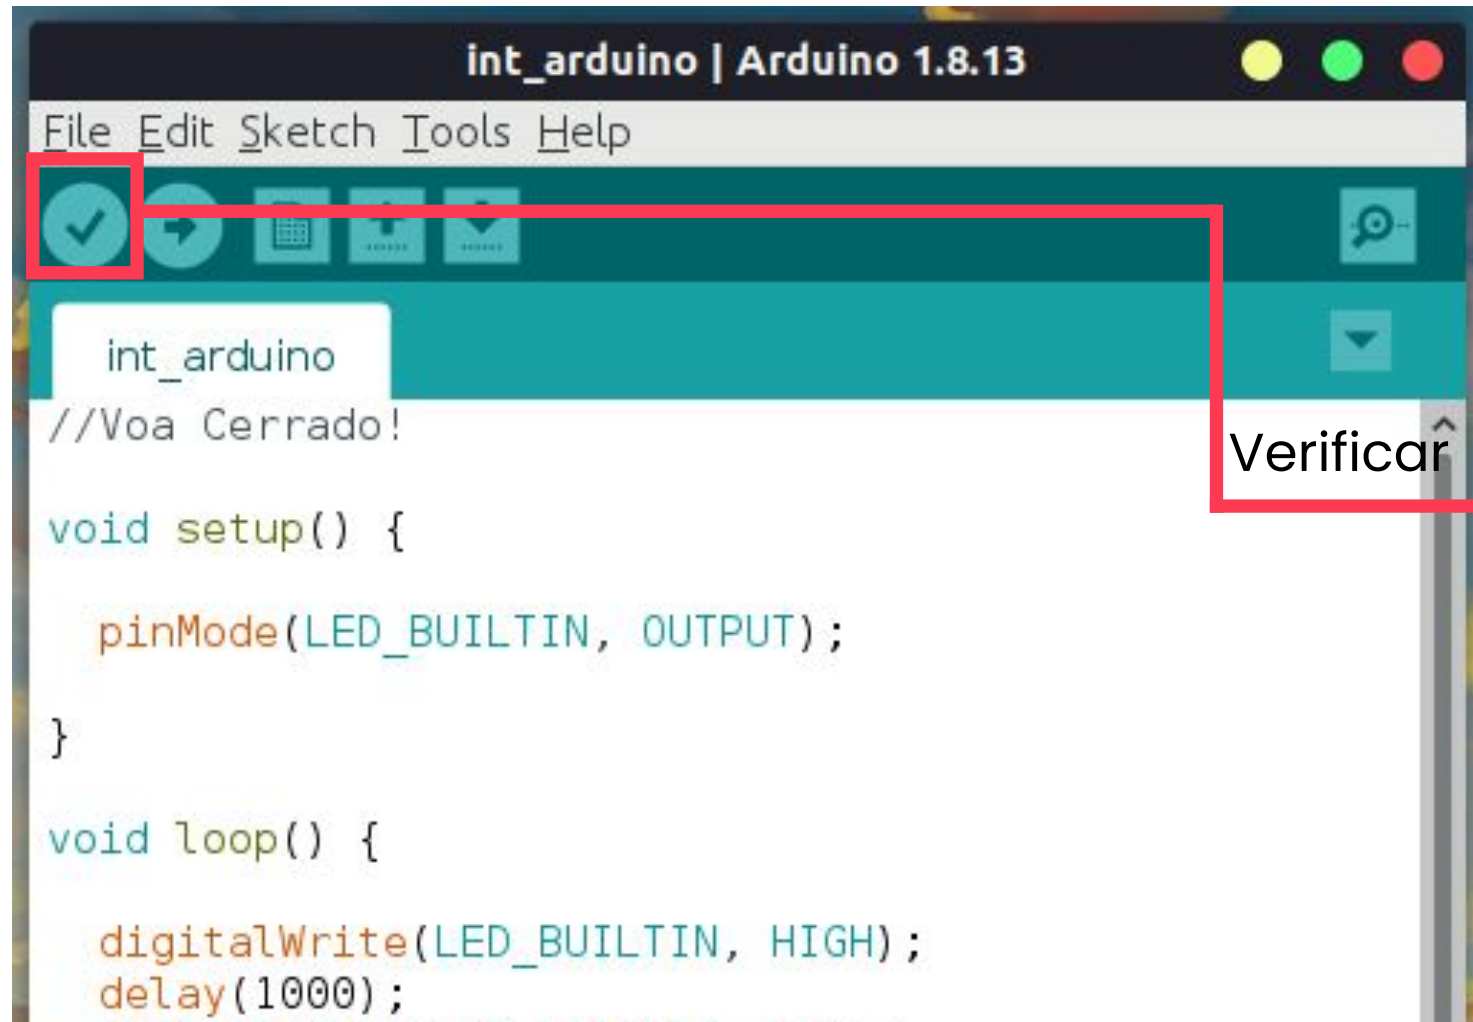 int_arduino | Arduino 1.8.13
File Edit Sketch Tools Help
int_arduino
//Voa Cerrado!
Verificar
void setup() {
pinMode(LED_BUILTIN, OUTPUT);
}
void loop() {
digitalWrite(LED_BUILTIN, HIGH);
delay(1000);